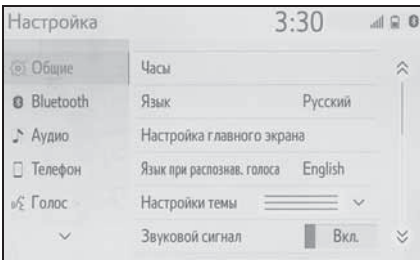 Настройка 3:30
Общие Часы
Bluetooth Язык Русский
Аудио Настройка главного экрана
Телефон Язык при распознав. голоса English
Голос Настройки темы
Звуковой сигнал Вкл.